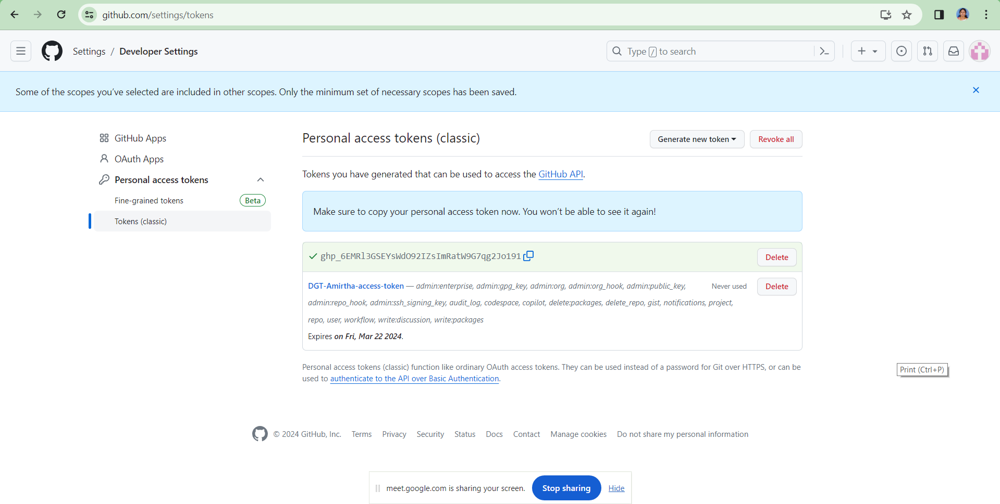 github.com/settings/tokens
Settings / Developer Settings
Type / to search
Some of the scopes you’ve selected are included in other scopes. Only the minimum set of necessary scopes has been saved.
GitHub Apps
OAuth Apps
Personal access tokens
Fine-grained tokens Beta
Tokens (classic)
Personal access tokens (classic)
Generate new token
Revoke all
Tokens you have generated that can be used to access the GitHub API.
Make sure to copy your personal access token now. You won’t be able to see it again!
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
Delete
DGT-Amirtha-access-token — admin:enterprise, admin:gpg_key, admin:org, admin:org_hook, admin:public_key,
Never used
Delete
admin:repo_hook, admin:ssh_signing_key, audit_log, codespace, copilot, delete:packages, delete_repo, gist, notifications, project,
repo, user, workflow, write:discussion, write:packages
Expires on Fri, Mar 22 2024.
Personal access tokens (classic) function like ordinary OAuth access tokens. They can be used instead of a password for Git over HTTPS, or can be
used to authenticate to the API over Basic Authentication.
Print (Ctrl+P)
© 2024 GitHub, Inc. Terms Privacy Security Status Docs Contact Manage cookies Do not share my personal information
meet.google.com is sharing your screen. Stop sharing Hide